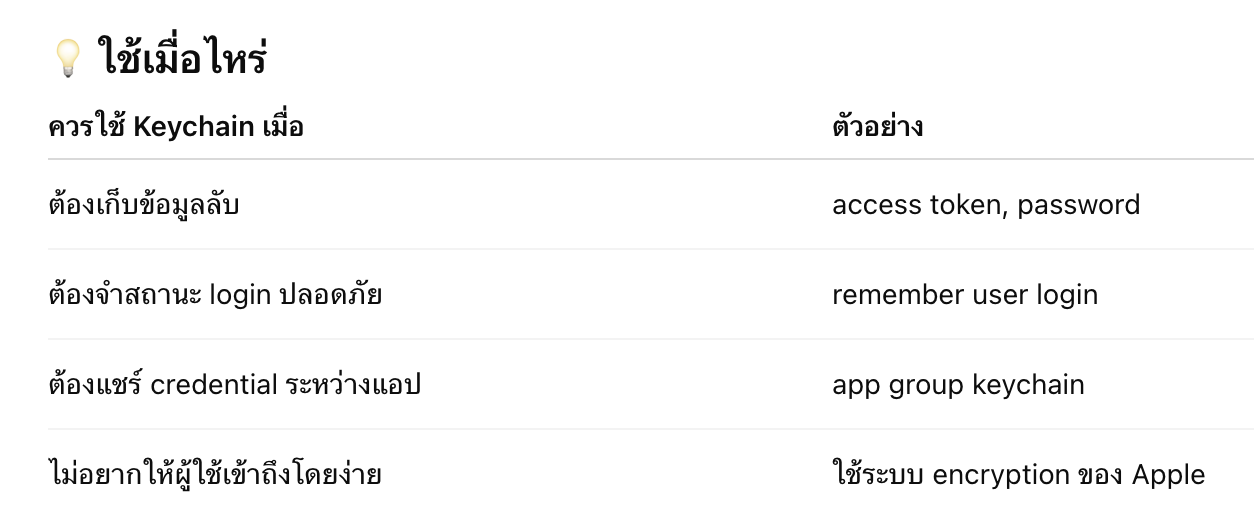 💡 ใช้เมื่อไหร่
ควรใช้ Keychain เมื่อ ตัวอย่าง
ต้องเก็บข้อมูลลับ access token, password
ต้องจำสถานะ login ปลอดภัย remember user login
ต้องแชร์ credential ระหว่างแอป app group keychain
ไม่อยากให้ผู้ใช้เข้าถึงโดยง่าย ใช้ระบบ encryption ของ Apple